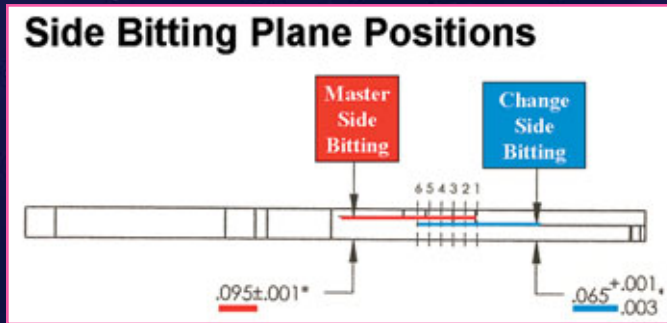 Side Bitting Plane Positions
Master
Side
Bitting
Change
Side
Bitting
6 5 4 3 2 1
.095±.001*
.065 +.001 *
.003